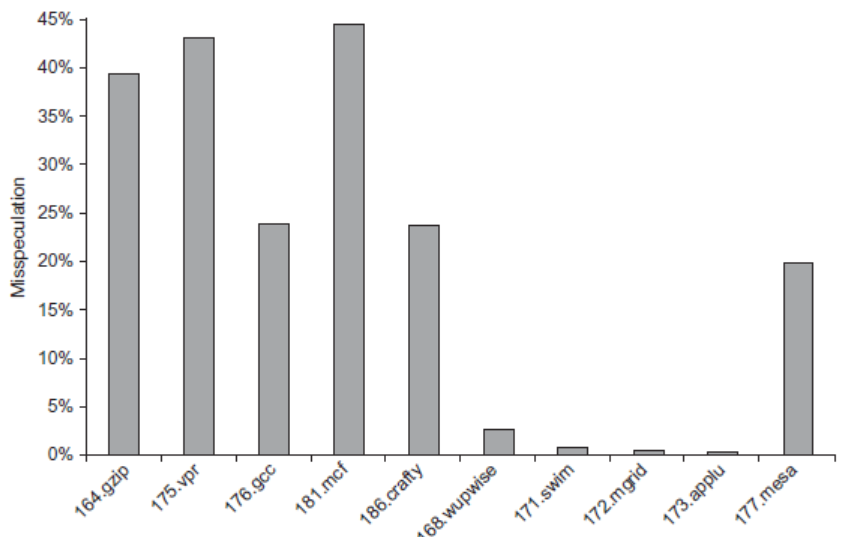 45%
40%
35%
30%
25%
20%
15%
10%
5%
0%
Misspeculation
164.gzip
175.vpr
176.gcc
181.mcf
186.crafty
168.wupwise
171.swim
172.mgrid
173.applu
177.mesa